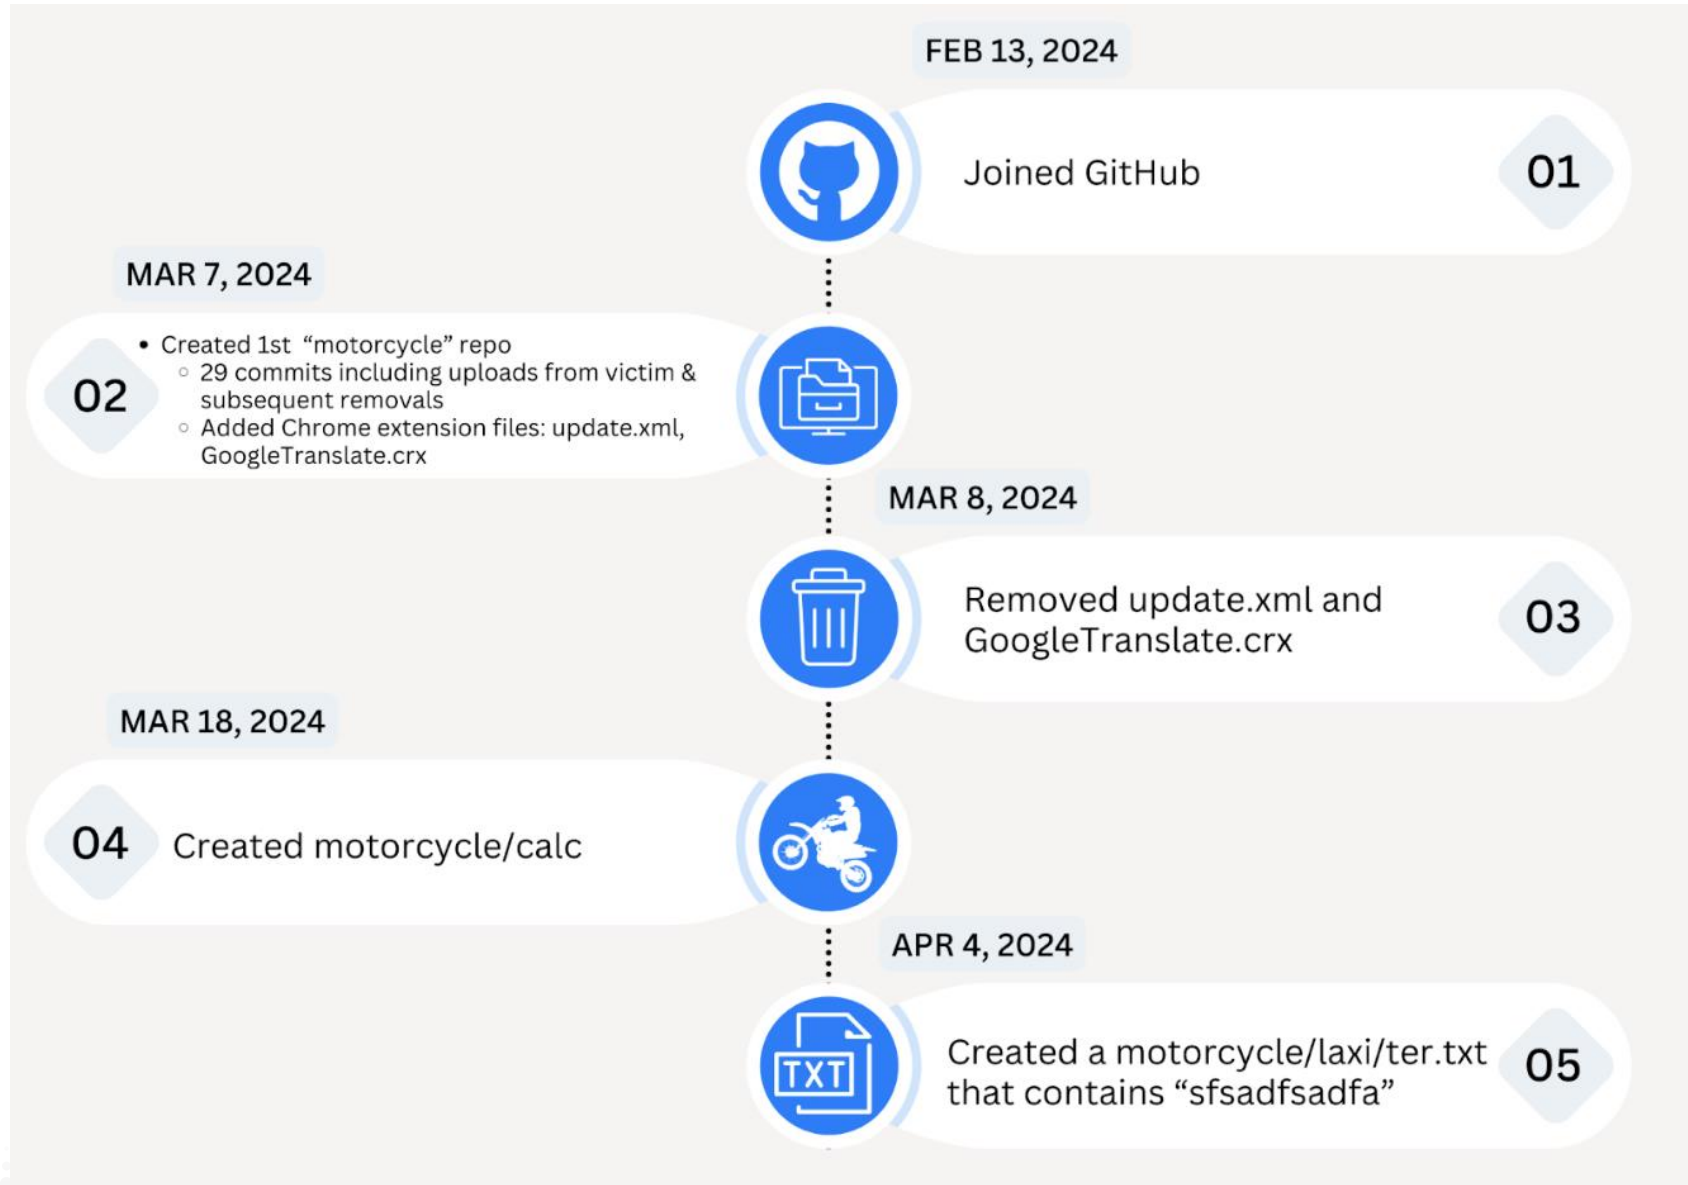 FEB 13, 2024
Joined GitHub
01
MAR 7, 2024
02
• Created 1st “motorcycle” repo
○ 29 commits including uploads from victim &
subsequent removals
○ Added Chrome extension files: update.xml,
GoogleTranslate.crx
MAR 8, 2024
Removed update.xml and
GoogleTranslate.crx
03
MAR 18, 2024
04
Created motorcycle/calc
APR 4, 2024
TXT
Created a motorcycle/laxi/ter.txt
that contains “sfsadfsadfa”
05